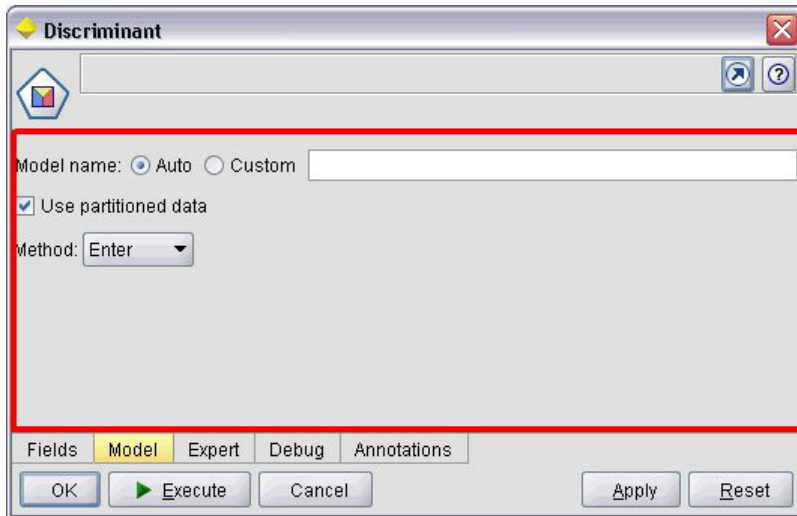 Discriminant
Model name: Auto Custom
Use partitioned data
Method: Enter
Fields Model Expert Debug Annotations
OK Execute Cancel Apply Reset